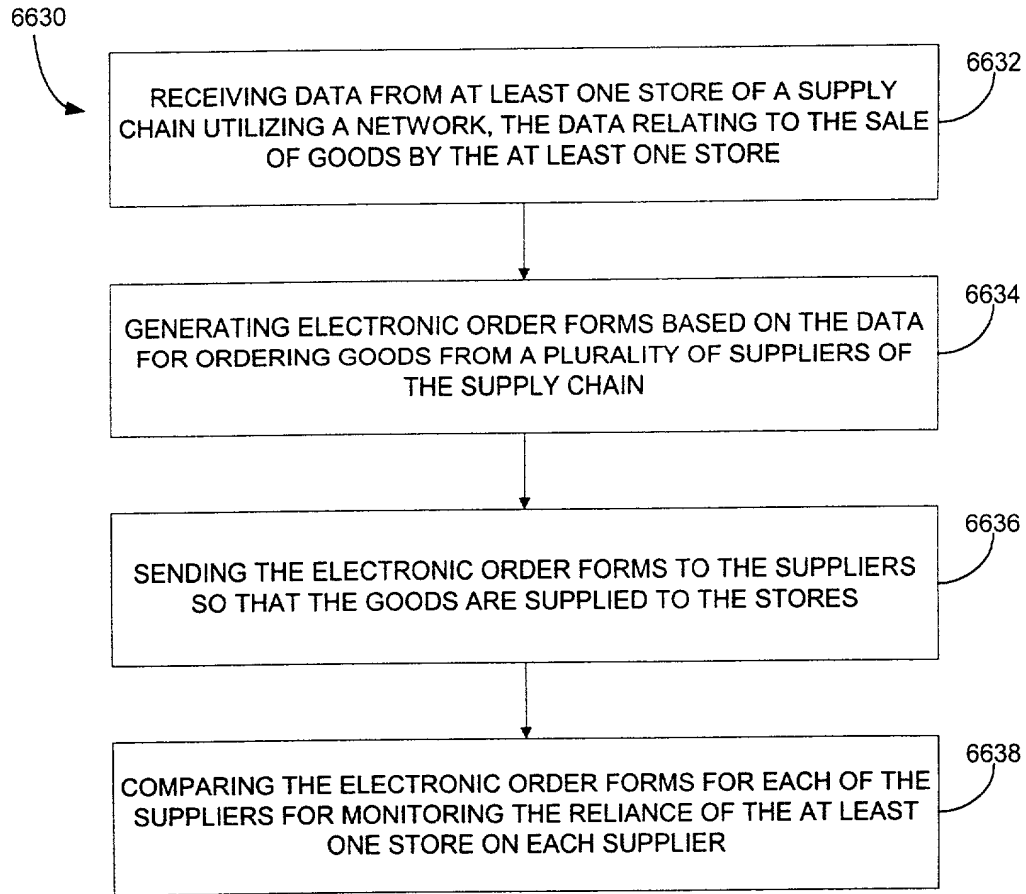 6630
6632
RECEIVING DATA FROM AT LEAST ONE STORE OF A SUPPLY
CHAIN UTILIZING A NETWORK, THE DATA RELATING TO THE SALE
OF GOODS BY THE AT LEAST ONE STORE
6634
GENERATING ELECTRONIC ORDER FORMS BASED ON THE DATA
FOR ORDERING GOODS FROM A PLURALITY OF SUPPLIERS OF
THE SUPPLY CHAIN
6636
SENDING THE ELECTRONIC ORDER FORMS TO THE SUPPLIERS
SO THAT THE GOODS ARE SUPPLIED TO THE STORES
6638
COMPARING THE ELECTRONIC ORDER FORMS FOR EACH OF THE
SUPPLIERS FOR MONITORING THE RELIANCE OF THE AT LEAST
ONE STORE ON EACH SUPPLIER